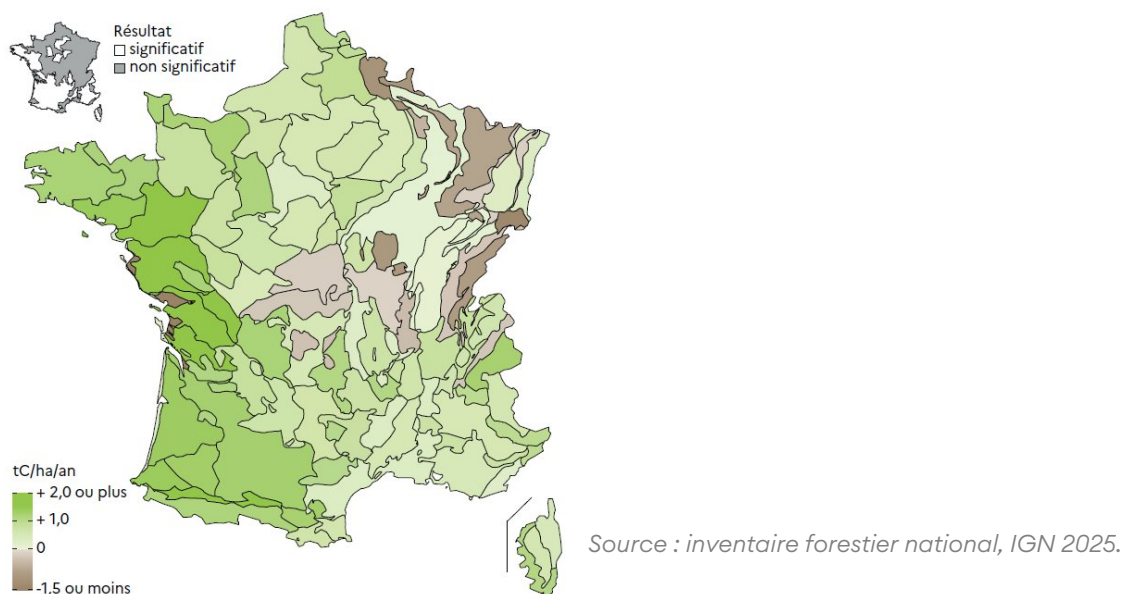 Résultat
significatif
non significatif
tC/ha/an
+ 2,0 ou plus
+ 1,0
0
-1,5 ou moins
Source : inventaire forestier national, IGN 2025.